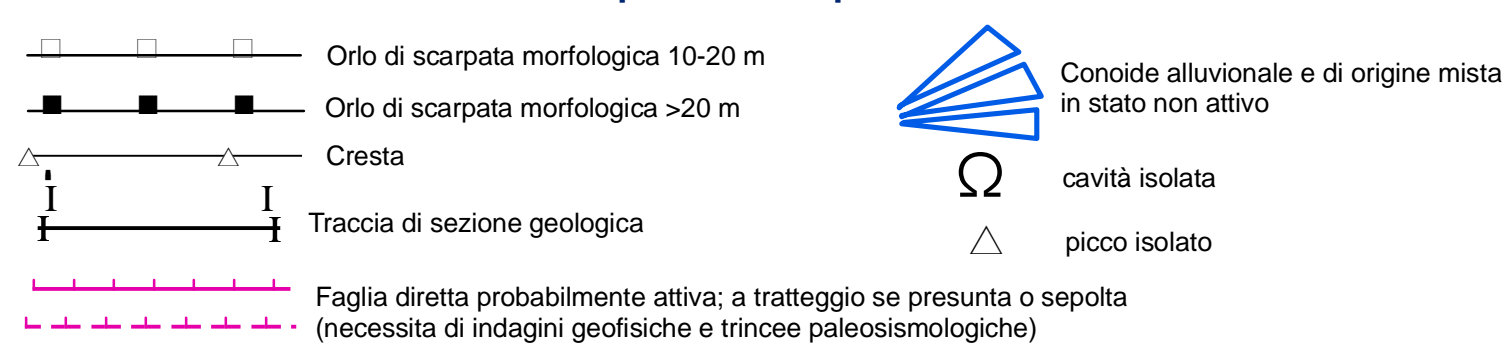 Orlo di scarpata morfologica 10-20 m
Orlo di scarpata morfologica >20 m
Cresta
I I
Traccia di sezione geologica
Faglia diretta probabilmente attiva; a tratteggio se presunta o sepolta
(necessita di indagini geofisiche e trincee paleosismologiche)
Conoide alluvionale e di origine mista
in stato non attivo
Ω
cavità isolata
picco isolato